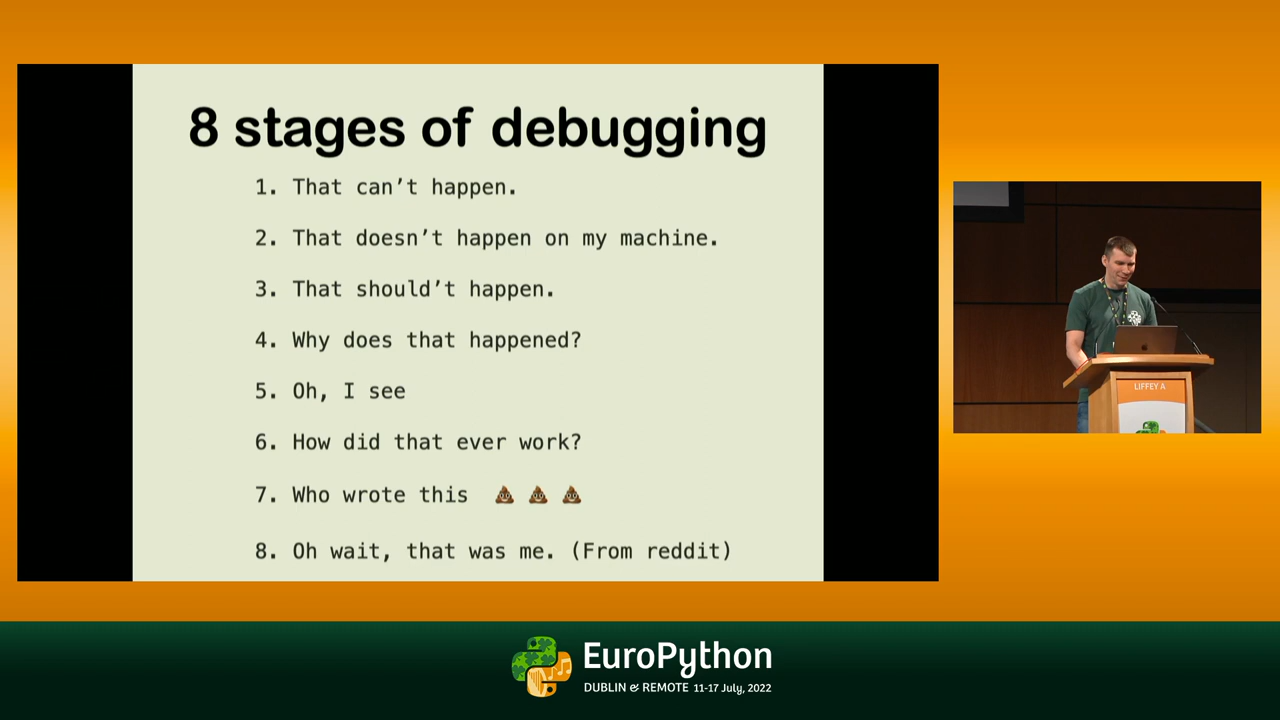 8 stages of debugging
1. That can’t happen.
2. That doesn’t happen on my machine.
3. That should’t happen.
4. Why does that happened?
5. Oh, I see
6. How did that ever work?
7. Who wrote this 💩 💩 💩
8. Oh wait, that was me. (From reddit)
LIFFEY A
EuroPython
DUBLIN & REMOTE 11-17 July, 2022